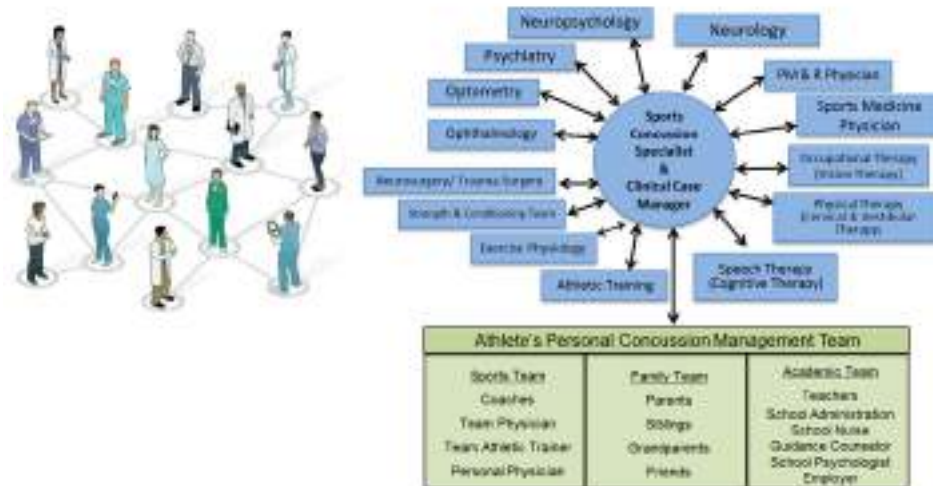 Neuropsychology
Neurology
Psychiatry
PM & R Physician
Optometry
Sports Medicine
Physician
Ophthalmology
Sports
Concussion
Specialist
&
Clinical Case
Manager
Occupational Therapy
(Vision Therapy)
Neurosurgery/ Trauma Surgery
Strength & Conditioning Team
Physical Therapy
(Cervical & Vestibular
Therapy)
Exercise Physiology
Athletic Training
Speech Therapy
(Cognitive Therapy)
Athlete's Personal Concussion Management Team
Sports Team
Coaches
Team Physician
Team Athletic Trainer
Personal Physician
Family Team
Parents
Siblings
Grandparents
Friends
Academic Team
Teachers
School Administration
School Nurse
Guidance Counselor
School Psychologist
Employer